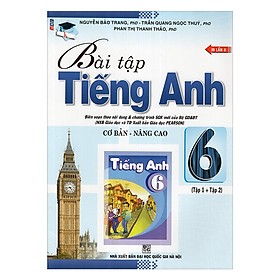 NGUYỄN BẢO TRANG, PhD - TRẦN QUANG NGỌC THUÝ, PhD
PHAN THỊ THANH THẢO, PhD
Bài tập
Tiếng Anh
Biên soạn theo nội dung & chương trình SGK mới của Bộ GD&ĐT
(NXB Giáo dục và TĐ Xuất bản Giáo dục PEARSON)
CƠ BẢN - NÂNG CAO
6
(Tập 1 + Tập 2)
Tiếng Anh
6
NHÀ XUẤT BẢN ĐẠI HỌC QUỐC GIA HÀ NỘI